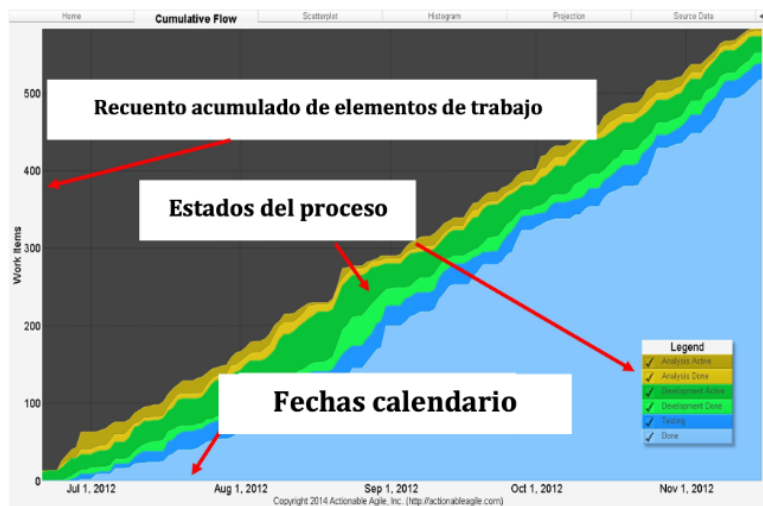 Home Cumulative Flow Scatterplot Histogram Projection Source Data
500
Recuento acumulado de elementos de trabajo
400
Estados del proceso
Work Items
300
200
Legend
Analysis Active
Analysis Done
Development Active
Development Done
Testing
Done
100
Fechas calendario
0
Jul 1, 2012 Aug 1, 2012 Sep 1, 2012 Oct 1, 2012 Nov 1, 2012
Copyright 2014 Actionable Agile, Inc. (http://actionableagile.com)